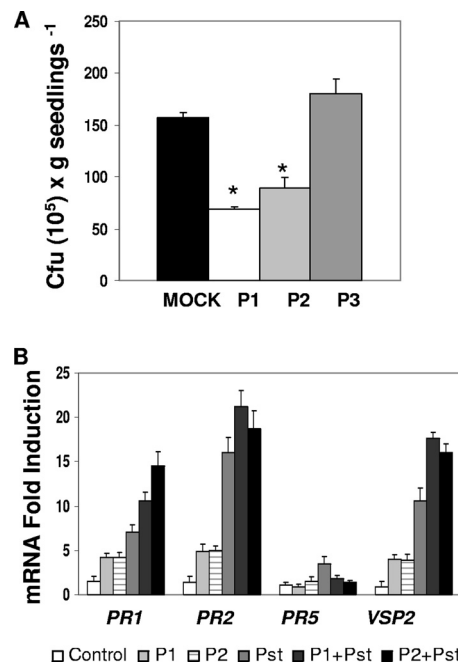 A
Cfu (10⁵) x g seedlings ⁻¹
250
200
150
100
50
0
* *
MOCK P1 P2 P3
B
mRNA Fold Induction
25
20
15
10
5
0
PR1 PR2 PR5 VSP2
Control P1 P2 Pst P1+Pst P2+Pst